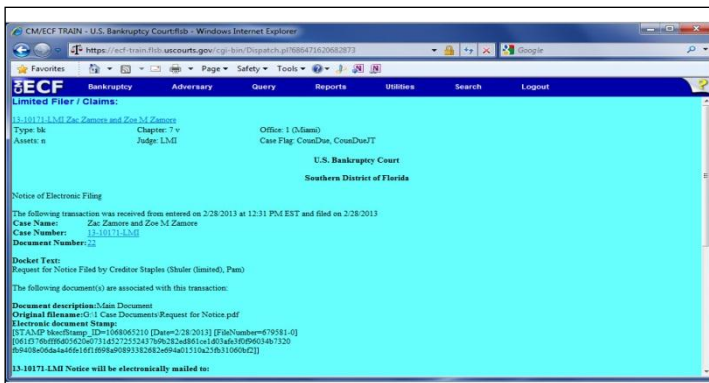 CM/ECF TRAIN - U.S. Bankruptcy Court:flsb - Windows Internet Explorer
https://ecf-train.flsb.uscourts.gov/cgi-bin/Dispatch.pl?686471620682873
Google
Favorites Page Safety Tools
ECF Bankruptcy Adversary Query Reports Utilities Search Logout ?
Limited Filer / Claims:
13-10171-LMI Zac Zamore and Zoe M Zamore
Type: bk Chapter: 7 v Office: 1 (Miami)
Assets: n Judge: LMI Case Flag: CounDue, CounDueJT
U.S. Bankruptcy Court
Southern District of Florida
Notice of Electronic Filing
The following transaction was received from entered on 2/28/2013 at 12:31 PM EST and filed on 2/28/2013
Case Name: Zac Zamore and Zoe M Zamore
Case Number: 13-10171-LMI
Document Number: 22
Docket Text:
Request for Notice Filed by Creditor Staples (Shuler (limited), Pam)
The following document(s) are associated with this transaction:
Document description:Main Document
Original filename:G:\1 Case Documents\Request for Notice.pdf
Electronic document Stamp:
[STAMP bkecfStamp_ID=1068065210 [Date=2/28/2013] [FileNumber=679581-0]
13-10171-LMI Notice will be electronically mailed to: